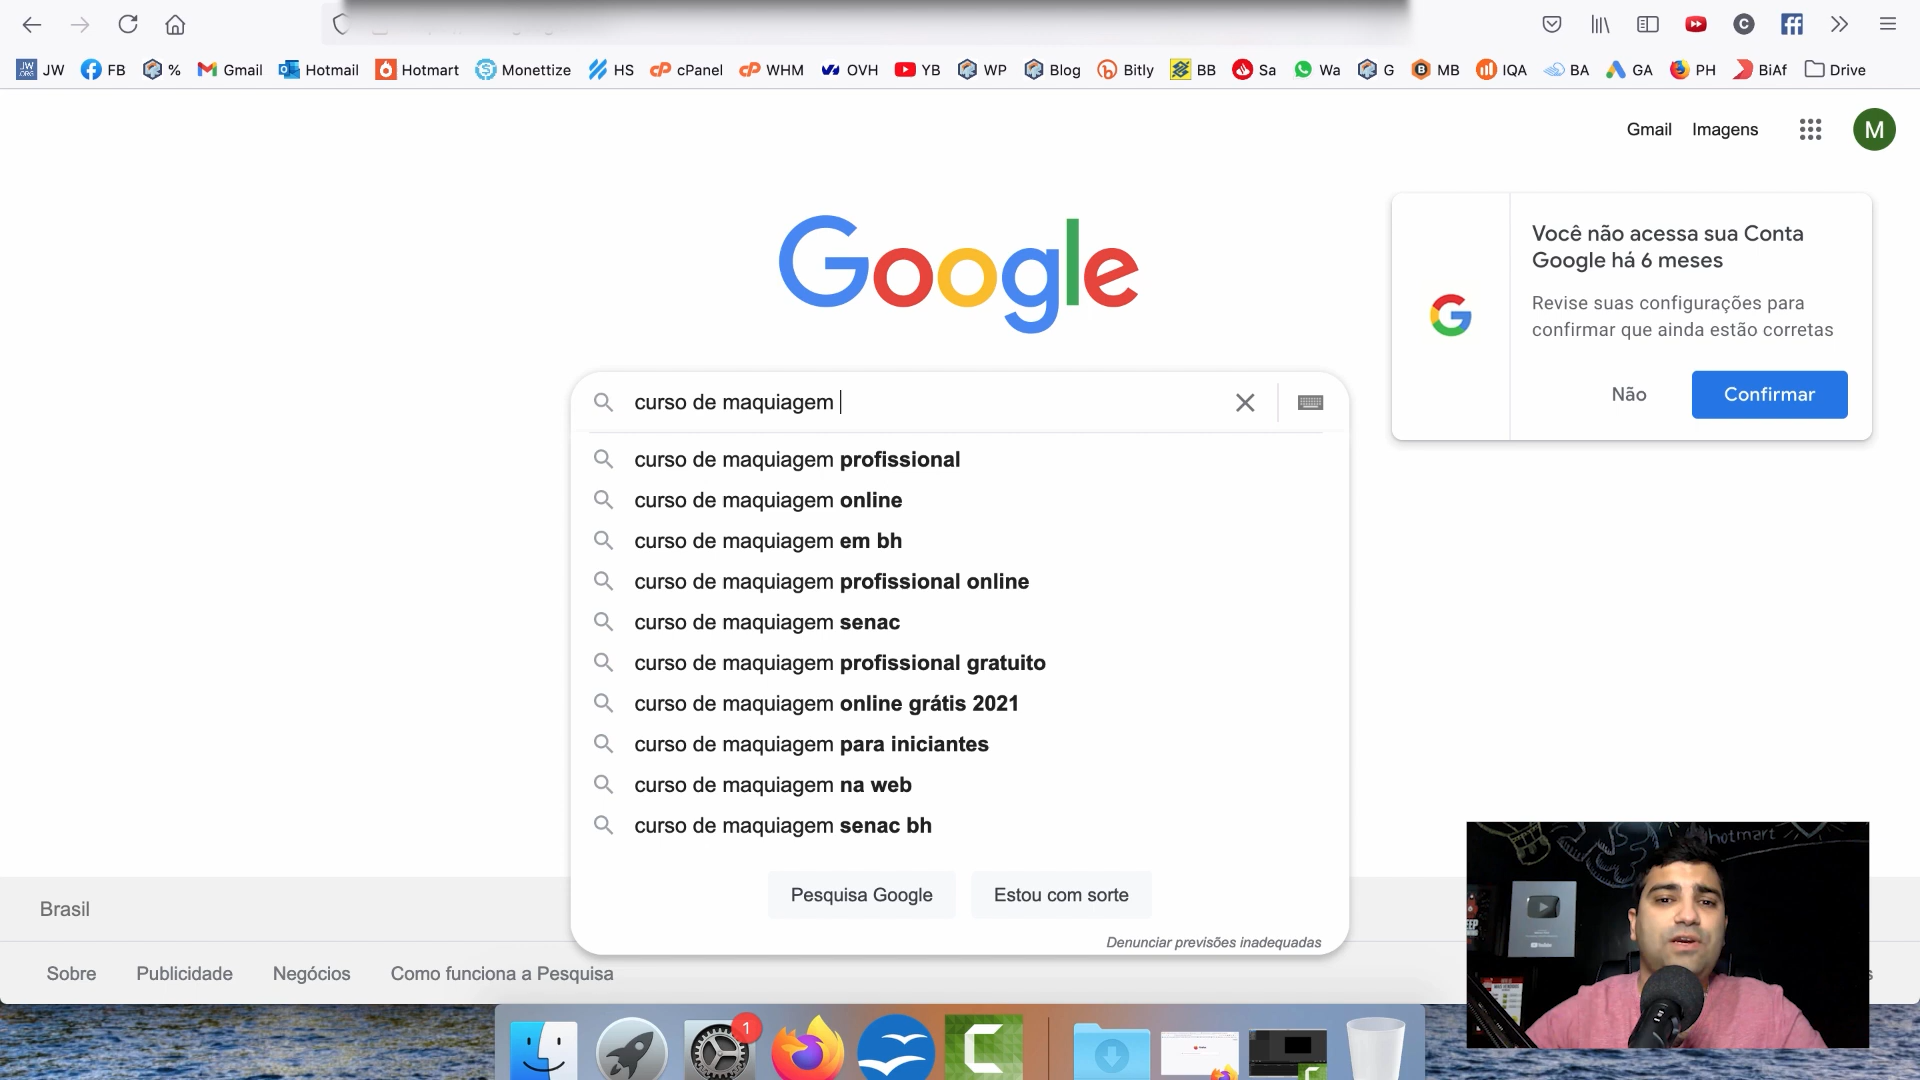 JW FB % Gmail Hotmail Hotmart Monettize HS cPanel WHM OVH YB WP Blog Bitly BB Sa Wa G MB IQA BA GA PH BiAf Drive
Gmail Imagens M
Google
Você não acessa sua Conta
Google há 6 meses
Revise suas configurações para
confirmar que ainda estão corretas
Não Confirmar
curso de maquiagem
curso de maquiagem profissional
curso de maquiagem online
curso de maquiagem em bh
curso de maquiagem profissional online
curso de maquiagem senac
curso de maquiagem profissional gratuito
curso de maquiagem online grátis 2021
curso de maquiagem para iniciantes
curso de maquiagem na web
curso de maquiagem senac bh
Pesquisa Google Estou com sorte
Denunciar previsões inadequadas
hotmart
Brasil
Sobre Publicidade Negócios Como funciona a Pesquisa
1